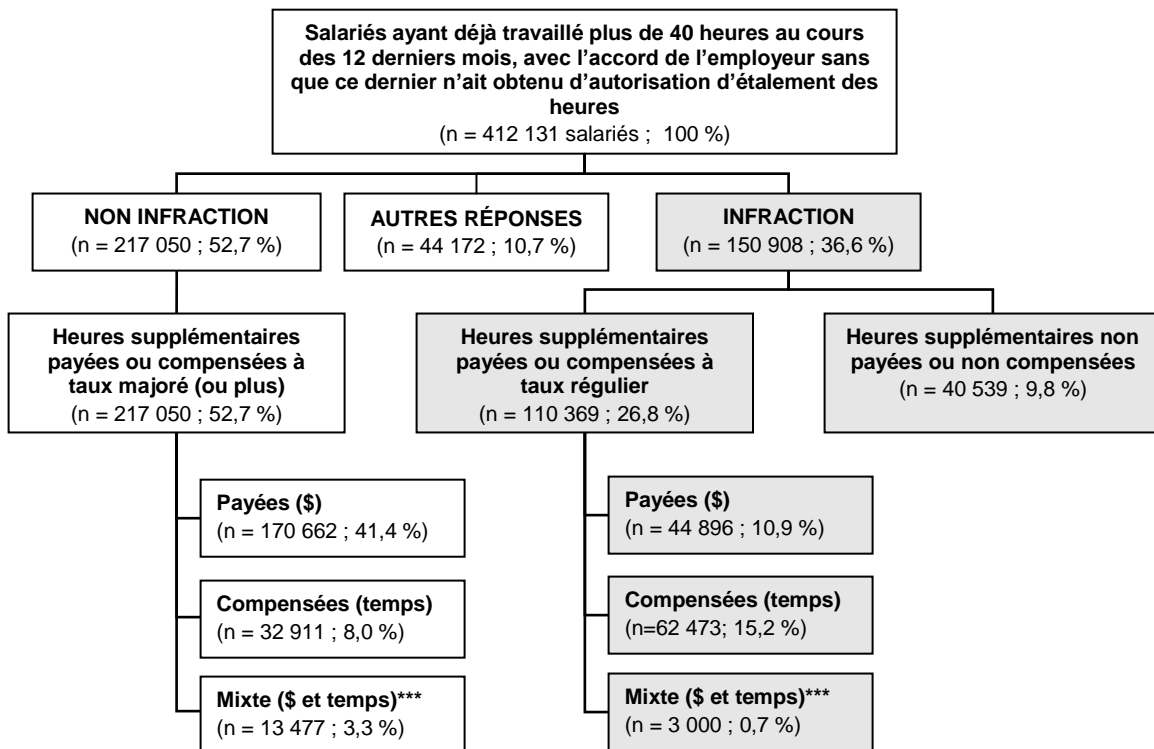 Salariés ayant déjà travaillé plus de 40 heures au cours
des 12 derniers mois, avec l’accord de l’employeur sans
que ce dernier n’ait obtenu d’autorisation d’étalement des
heures
(n = 412 131 salariés ;  100 %)
NON INFRACTION
(n = 217 050 ; 52,7 %)
AUTRES RÉPONSES
(n = 44 172 ; 10,7 %)
INFRACTION
(n = 150 908 ; 36,6 %)
Heures supplémentaires
payées ou compensées à
taux majoré (ou plus)
(n = 217 050 ; 52,7 %)
Heures supplémentaires
payées ou compensées à
taux régulier
(n = 110 369 ; 26,8 %)
Heures supplémentaires non
payées ou non compensées
(n = 40 539 ; 9,8 %)
Payées ($)
(n = 170 662 ; 41,4 %)
Compensées (temps)
(n = 32 911 ; 8,0 %)
Mixte ($ et temps)***
(n = 13 477 ; 3,3 %)
Payées ($)
(n = 44 896 ; 10,9 %)
Compensées (temps)
(n=62 473; 15,2 %)
Mixte ($ et temps)***
(n = 3 000 ; 0,7 %)